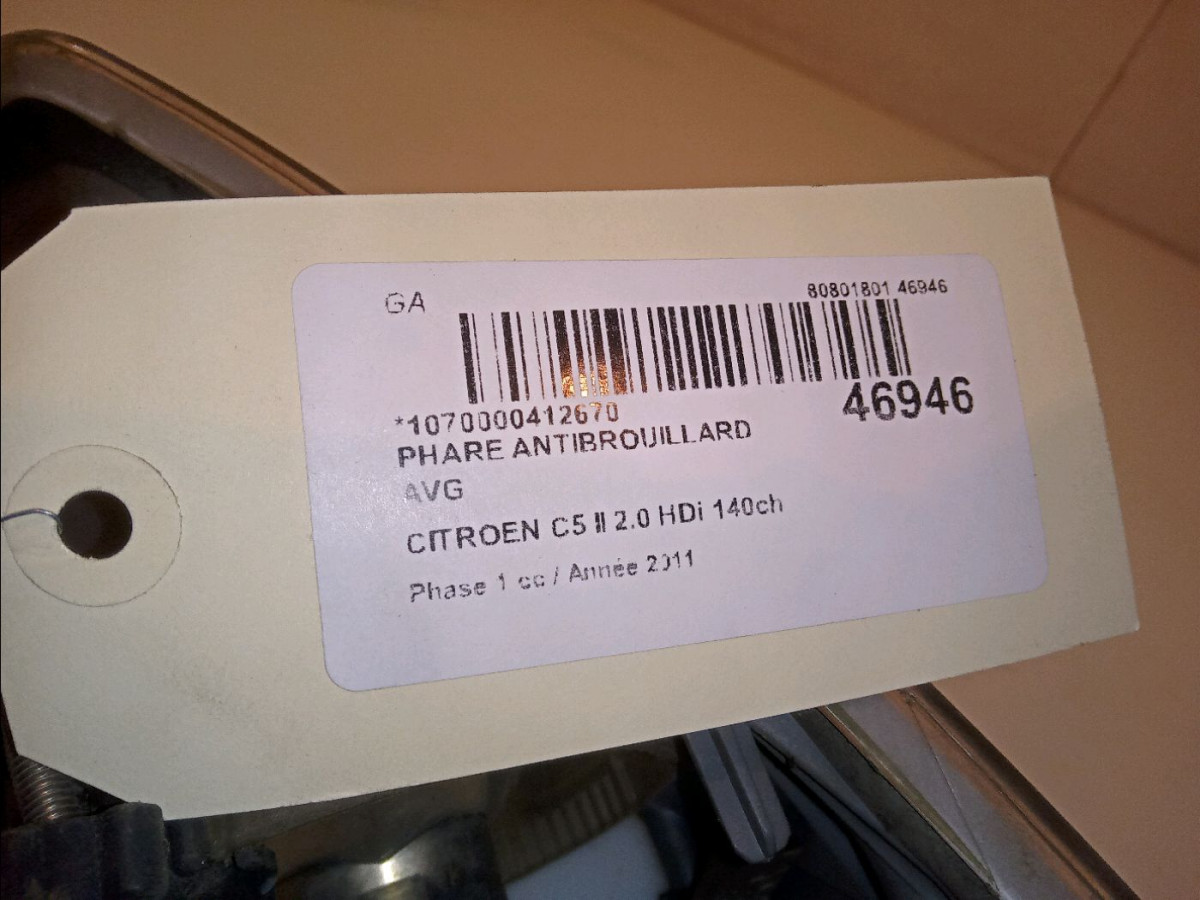 GA
80801801 46946
46946
*1070000412670
PHARE ANTIBROUILLARD
AVG
CITROEN C5 II 2.0 HDi 140ch
Phase 1 cc / Année 2011